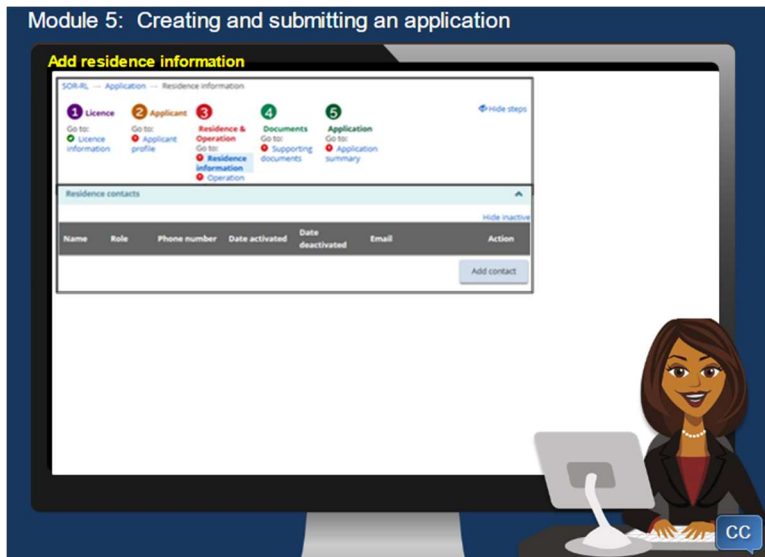 Module 5: Creating and submitting an application
Add residence information
SOR-RL → Application → Residence information
1 Licence
Go to:
Licence
information
2 Applicant
Go to:
Applicant
profile
3
Residence &
Operation
Go to:
Residence
information
Operation
4
Documents
Go to:
Supporting
documents
5
Application
Go to:
Application
summary
Hide steps
Residence contacts
Hide inactive
Name Role Phone number Date activated Date deactivated Email Action
Add contact
CC